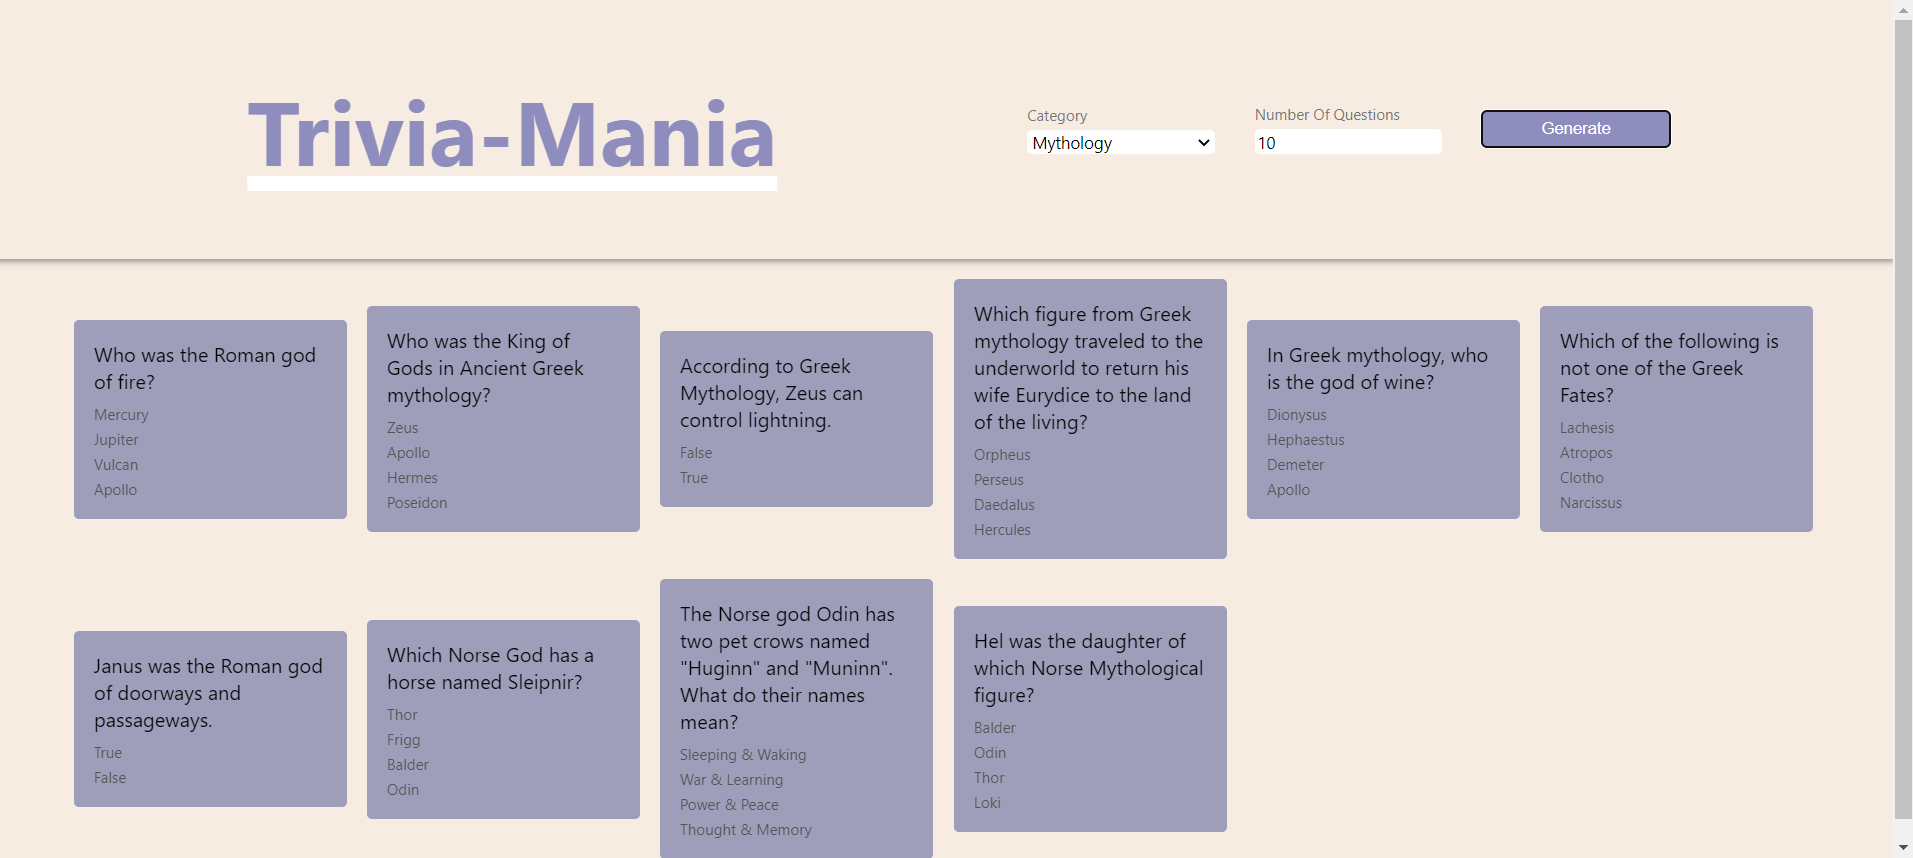 Trivia-Mania
Category
Mythology
Number Of Questions
10
Generate
Who was the Roman god
of fire?
Mercury
Jupiter
Vulcan
Apollo
Who was the King of
Gods in Ancient Greek
mythology?
Zeus
Apollo
Hermes
Poseidon
According to Greek
Mythology, Zeus can
control lightning.
False
True
Which figure from Greek
mythology traveled to the
underworld to return his
wife Eurydice to the land
of the living?
Orpheus
Perseus
Daedalus
Hercules
In Greek mythology, who
is the god of wine?
Dionysus
Hephaestus
Demeter
Apollo
Which of the following is
not one of the Greek
Fates?
Lachesis
Atropos
Clotho
Narcissus
Janus was the Roman god
of doorways and
passageways.
True
False
Which Norse God has a
horse named Sleipnir?
Thor
Frigg
Balder
Odin
The Norse god Odin has
two pet crows named
"Huginn" and "Muninn".
What do their names
mean?
Sleeping & Waking
War & Learning
Power & Peace
Thought & Memory
Hel was the daughter of
which Norse Mythological
figure?
Balder
Odin
Thor
Loki